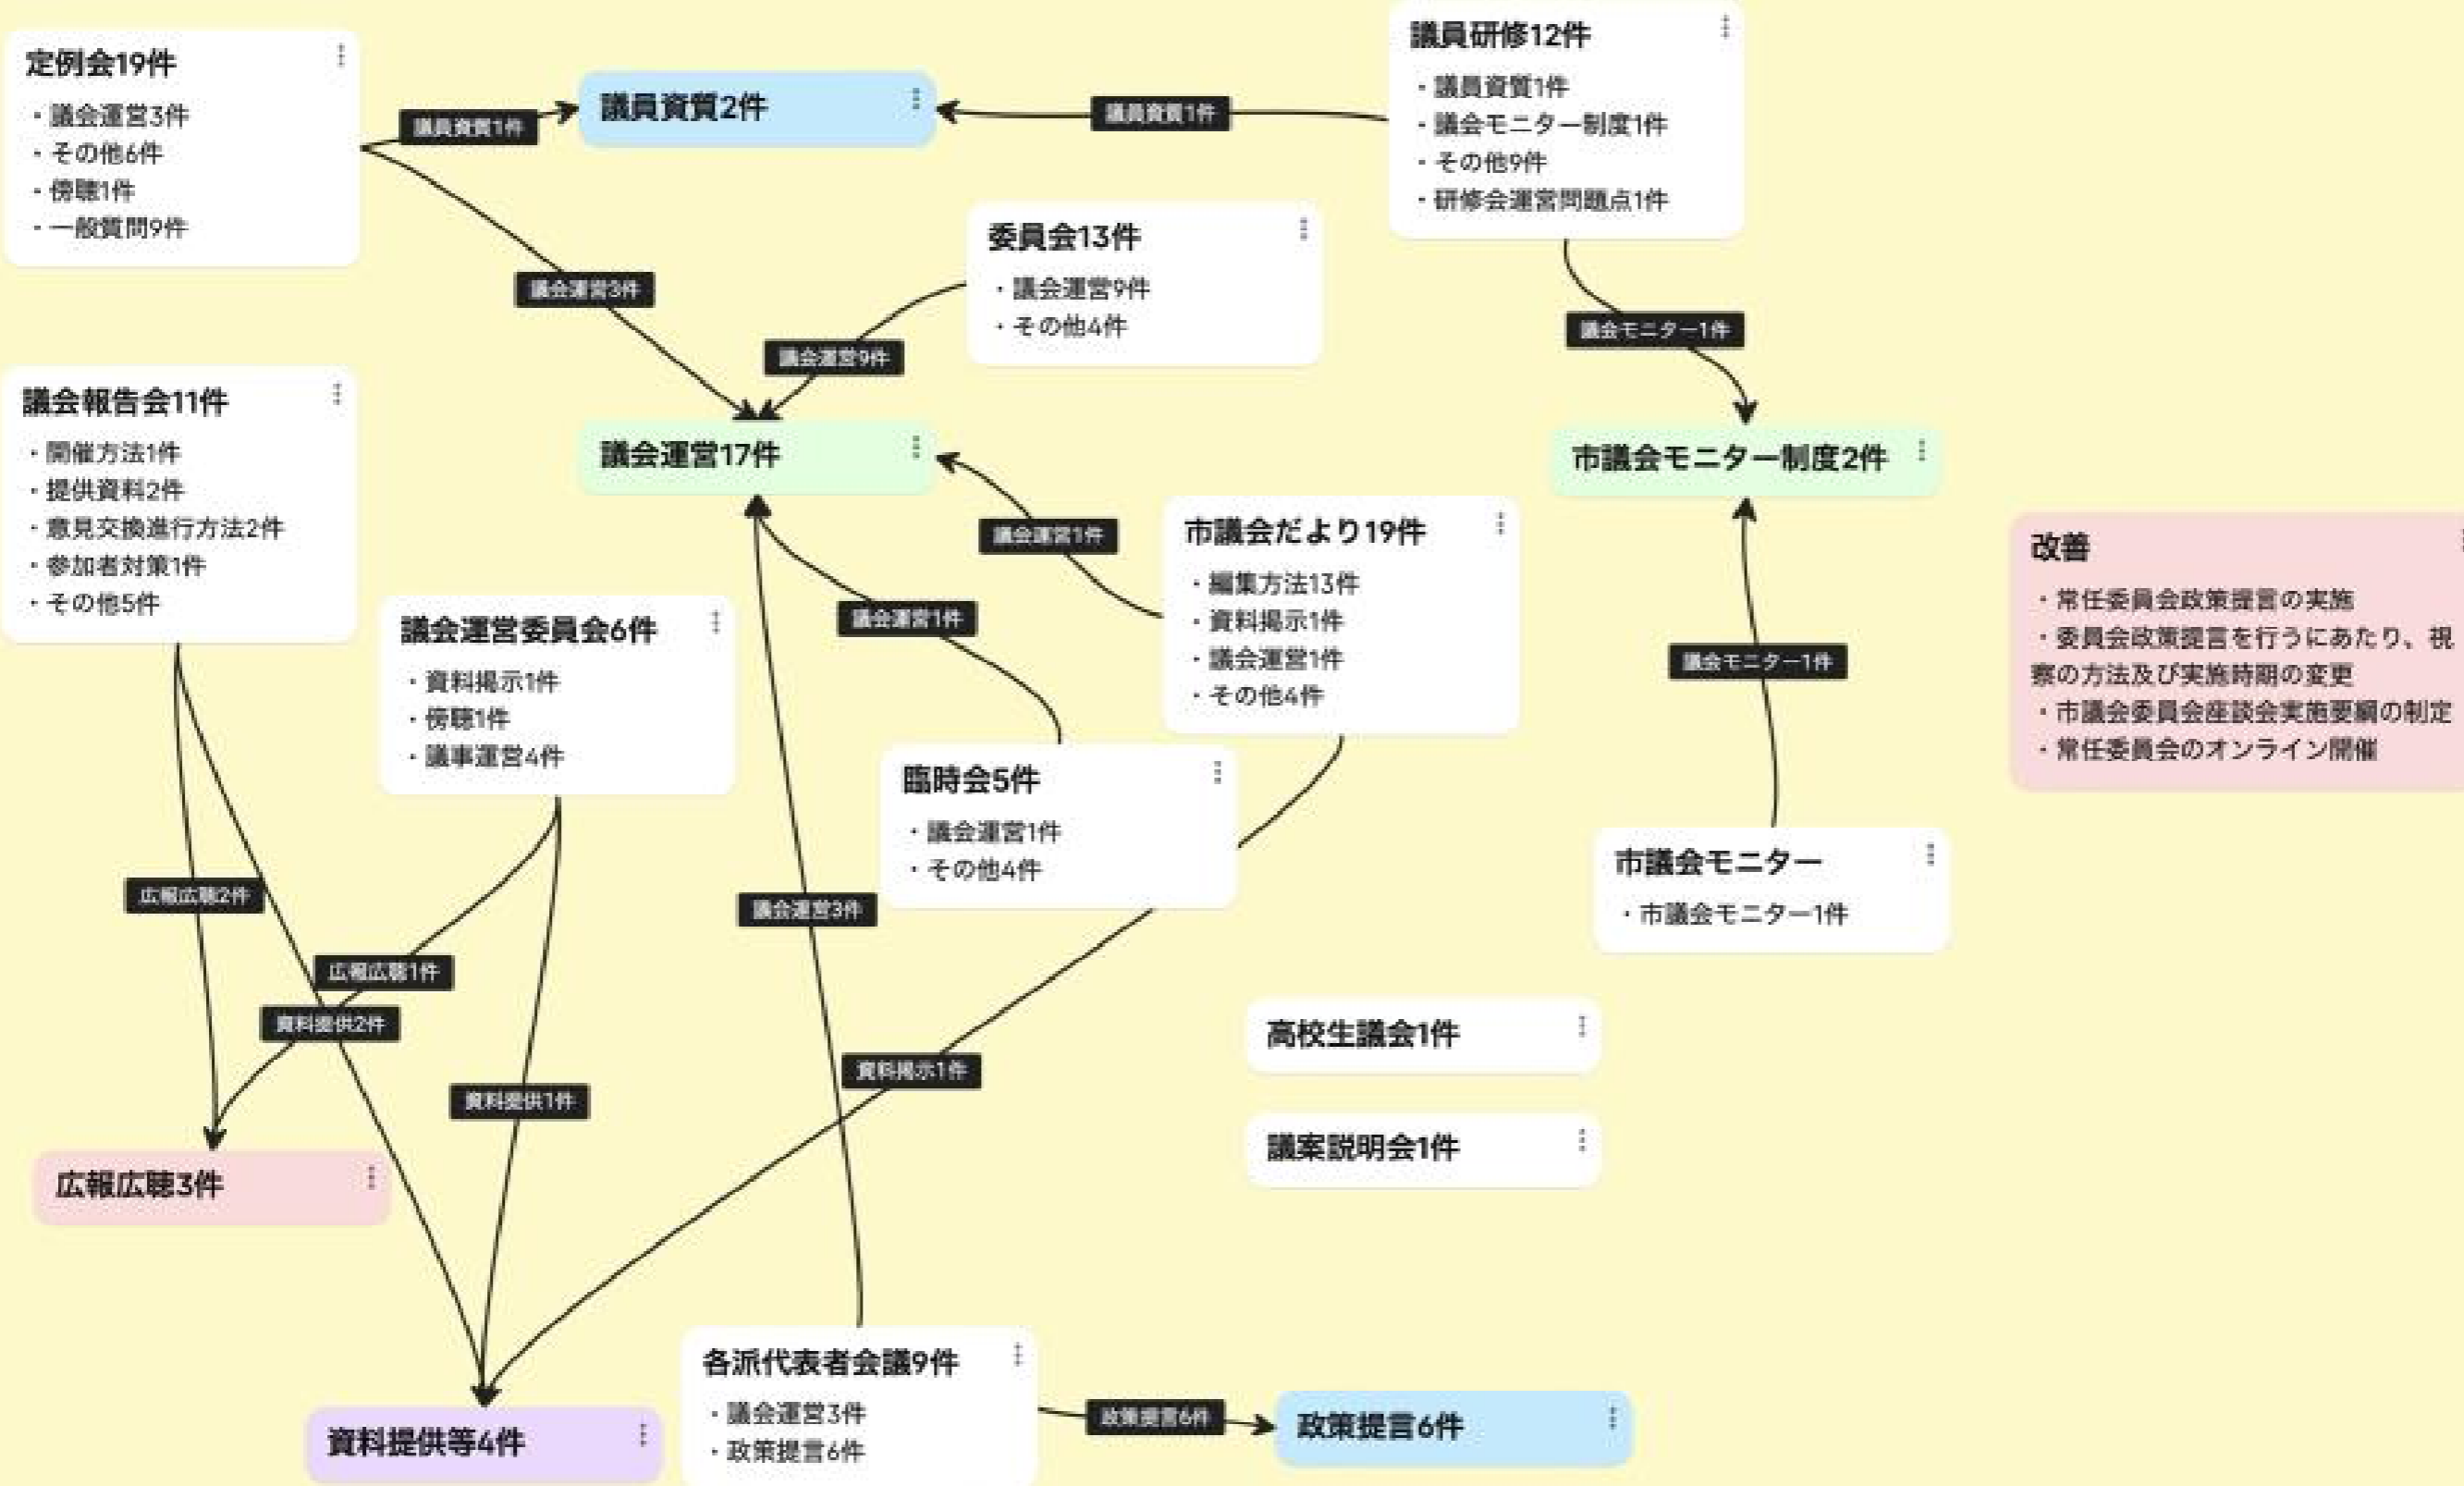 定例会19件
・議会運営3件
・その他6件
・傍聴1件
・一般質問9件
議員資質1件
議員資質2件
議員資質1件
議員研修12件
・議員資質1件
・議会モニター制度1件
・その他9件
・研修会運営問題点1件
議会運営3件
委員会13件
・議会運営9件
・その他4件
議会運営9件
議会モニター1件
議会報告会11件
・開催方法1件
・提供資料2件
・意見交換進行方法2件
・参加者対策1件
・その他5件
議会運営17件
市議会モニター制度2件
議会運営1件
市議会だより19件
・編集方法13件
・資料掲示1件
・議会運営1件
・その他4件
改善
・常任委員会政策提言の実施
・委員会政策提言を行うにあたり、視
察の方法及び実施時期の変更
・市議会委員会座談会実施要綱の制定
・常任委員会のオンライン開催
議会運営委員会6件
・資料掲示1件
・傍聴1件
・議事運営4件
議会運営1件
議会モニター1件
臨時会5件
・議会運営1件
・その他4件
市議会モニター
・市議会モニター1件
広報広聴2件
議会運営3件
広報広聴1件
資料提供2件
資料提供1件
資料掲示1件
高校生議会1件
議案説明会1件
広報広聴3件
資料提供等4件
各派代表者会議9件
・議会運営3件
・政策提言6件
政策提言6件
政策提言6件